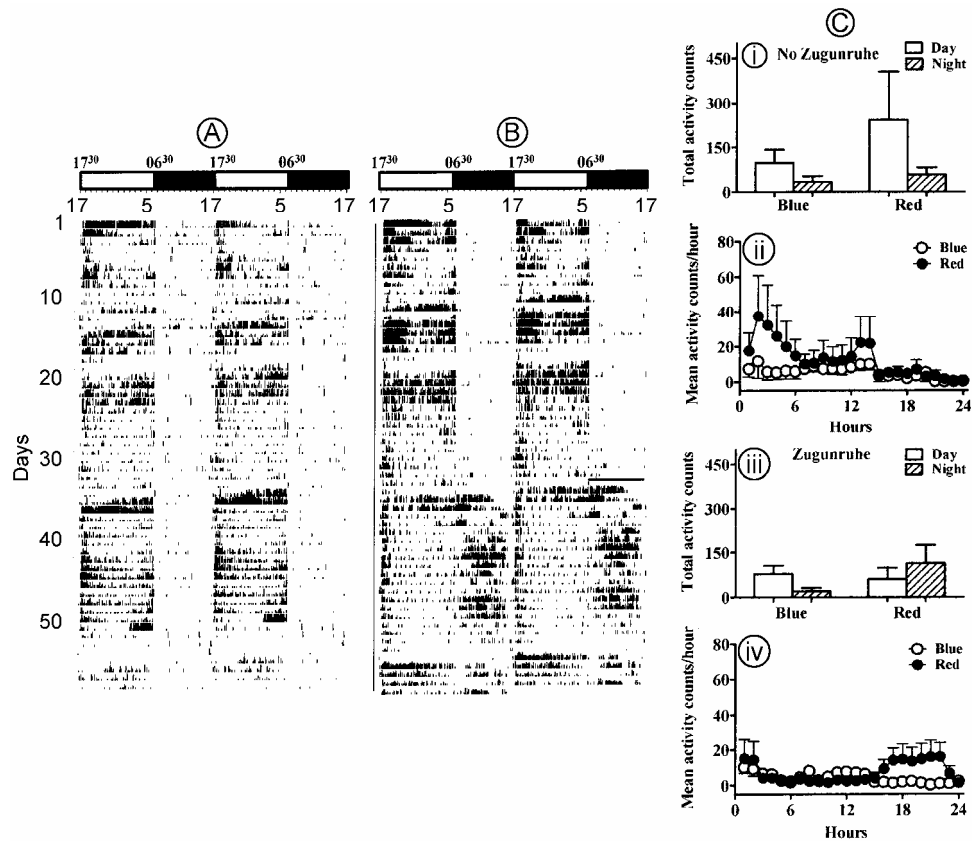 A
17³⁰ 06³⁰ 17³⁰ 06³⁰
17 5 17 5 17
Days
1
10
20
30
40
50
B
17³⁰ 06³⁰ 17³⁰ 06³⁰
17 5 17 5 17
C
i No Zugunruhe
Day
Night
Total activity counts
450
300
150
0
Blue Red
ii
Blue
Red
Mean activity counts/hour
80
60
40
20
0
0 6 12 18 24
Hours
iii Zugunruhe
Day
Night
Total activity counts
450
300
150
0
Blue Red
iv
Blue
Red
Mean activity counts/hour
80
60
40
20
0
0 6 12 18 24
Hours